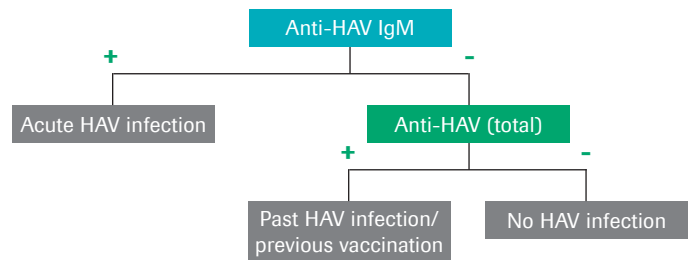 Anti-HAV IgM
+
-
Acute HAV infection
Anti-HAV (total)
+
-
Past HAV infection/
previous vaccination
No HAV infection